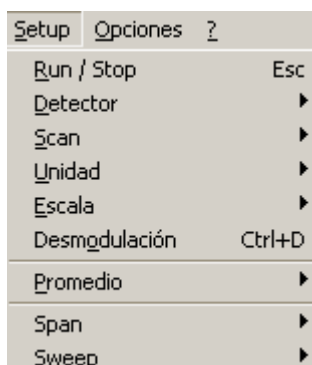 Setup Opciones ?
Run / Stop Esc
Detector
Scan
Unidad
Escala
Desmodulación Ctrl+D
Promedio
Span
Sweep